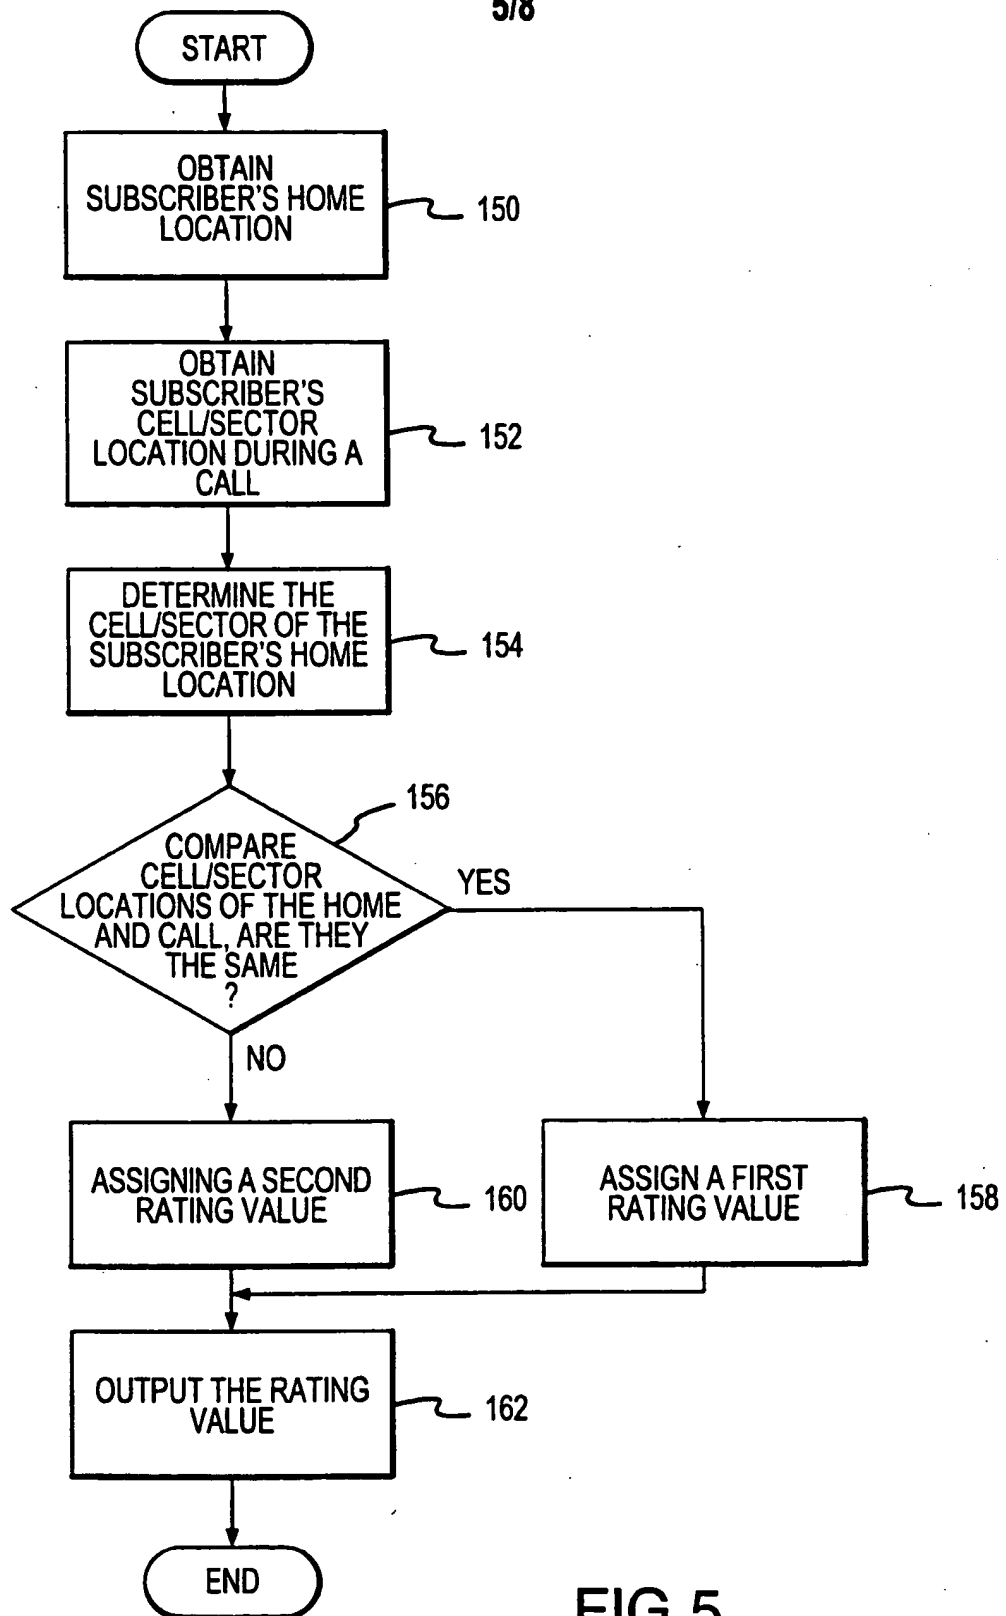 5/8
START
OBTAIN
SUBSCRIBER'S HOME
LOCATION
150
OBTAIN
SUBSCRIBER'S
CELL/SECTOR
LOCATION DURING A
CALL
152
DETERMINE THE
CELL/SECTOR OF THE
SUBSCRIBER'S HOME
LOCATION
154
156
COMPARE
CELL/SECTOR
LOCATIONS OF THE HOME
AND CALL, ARE THEY
THE SAME
?
YES
NO
ASSIGNING A SECOND
RATING VALUE
160
ASSIGN A FIRST
RATING VALUE
158
OUTPUT THE RATING
VALUE
162
END
FIG.5